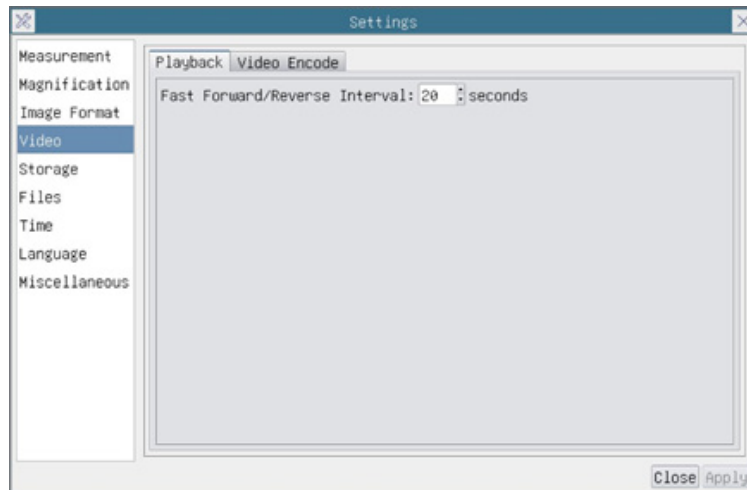 Settings
Measurement
Magnification
Image Format
Video
Storage
Files
Time
Language
Miscellaneous
Playback
Video Encode
Fast Forward/Reverse Interval: 20 seconds
Close
Apply